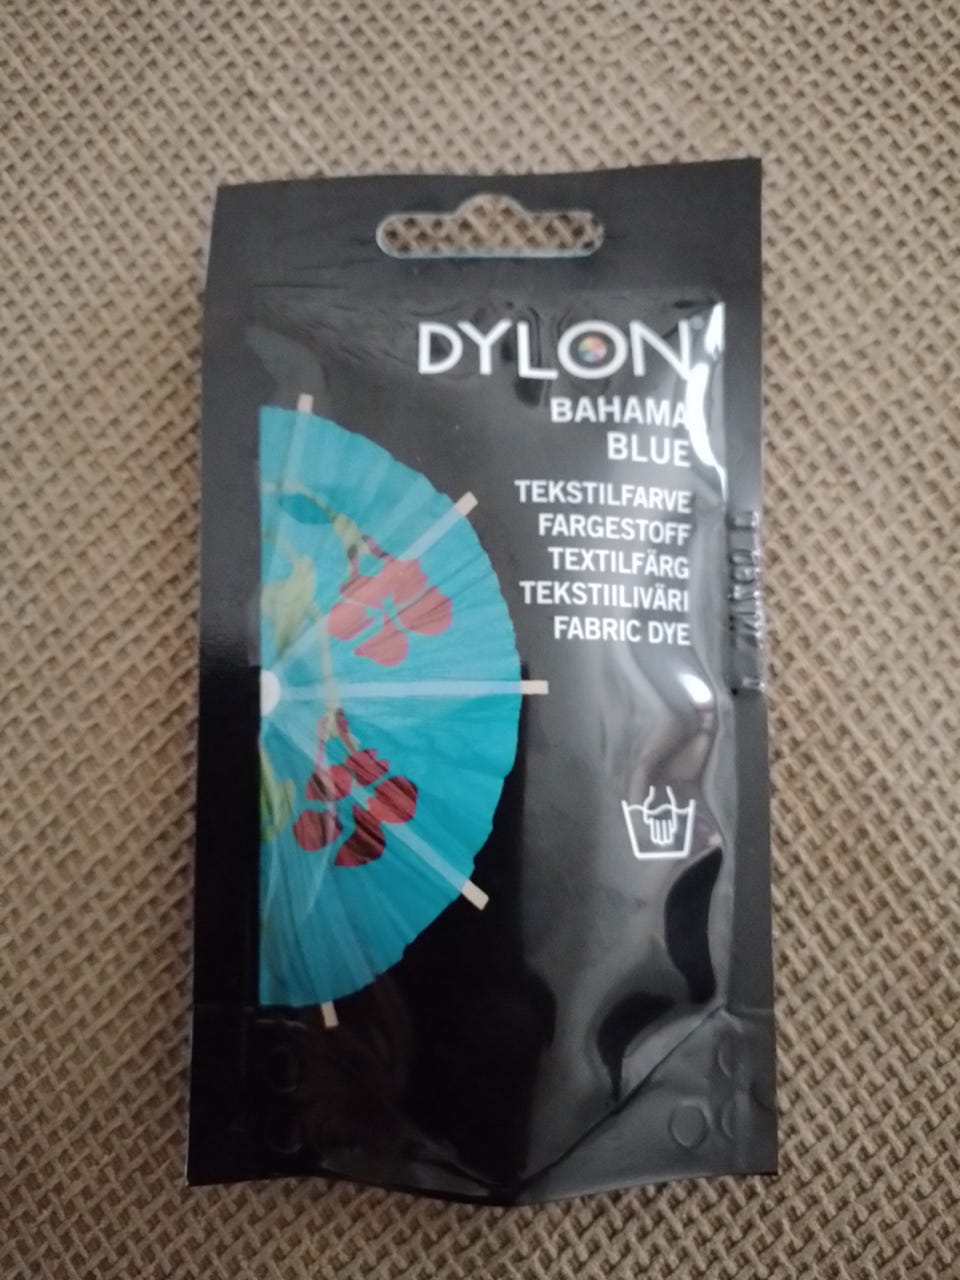 DYLON
BAHAMA
BLUE
TEKSTILFARVE
FARGESTOFF
TEXTILFÄRG
TEKSTIILIVÄRI
FABRIC DYE